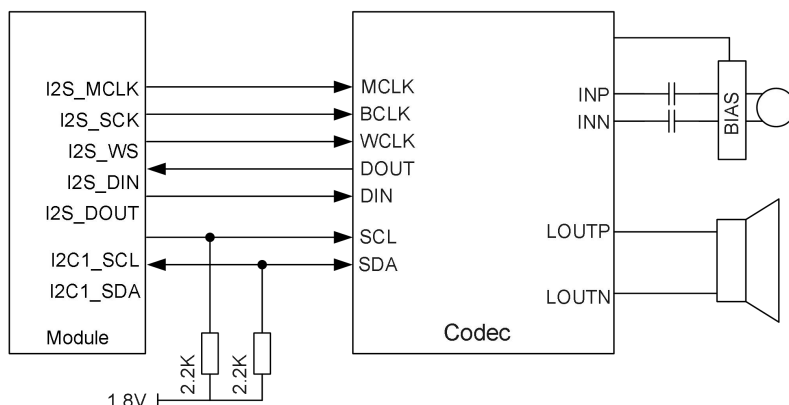 I2S_MCLK
I2S_SCK
I2S_WS
I2S_DIN
I2S_DOUT
I2C1_SCL
I2C1_SDA
Module
MCLK
BCLK
WCLK
DOUT
DIN
SCL
SDA
Codec
INP
INN
LOUTP
LOUTN
BIAS
2.2K
2.2K
1.8V